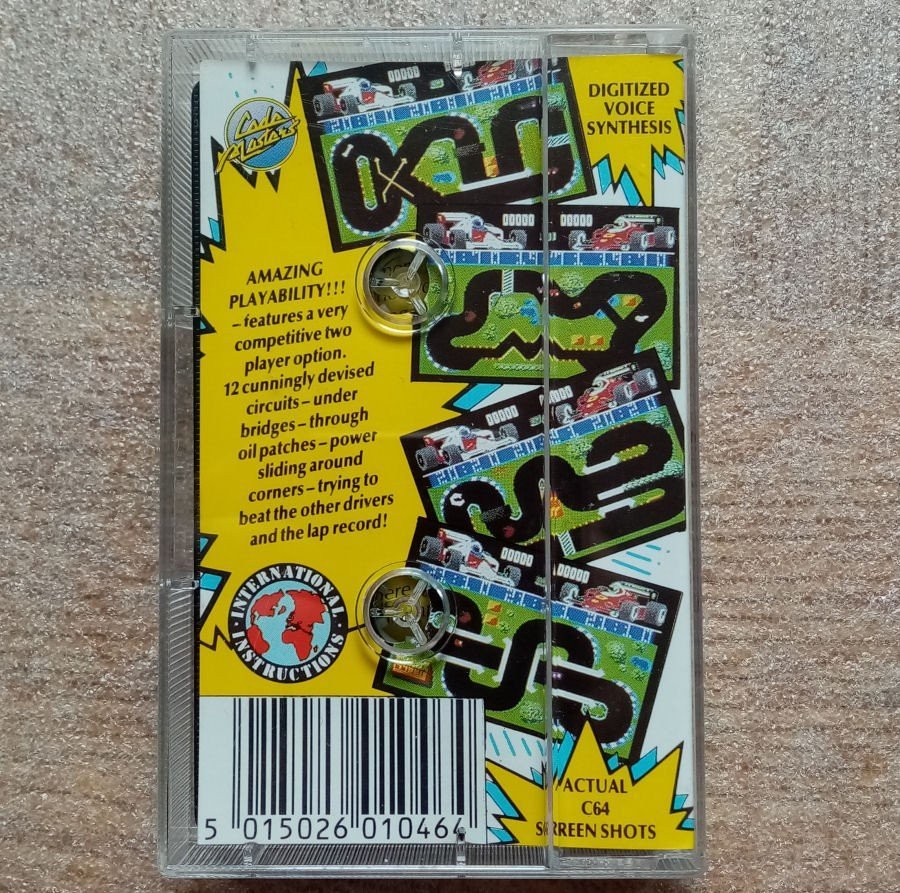 Code
Masters
DIGITIZED
VOICE
SYNTHESIS
AMAZING
PLAYABILITY!!!
– features a very
competitive two
player option.
12 cunningly devised
circuits – under
bridges – through
oil patches – power
sliding around
corners – trying to
beat the other drivers
and the lap record!
INTERNATIONAL
INSTRUCTIONS
5 015026 010464
ACTUAL
C64
SCREEN SHOTS